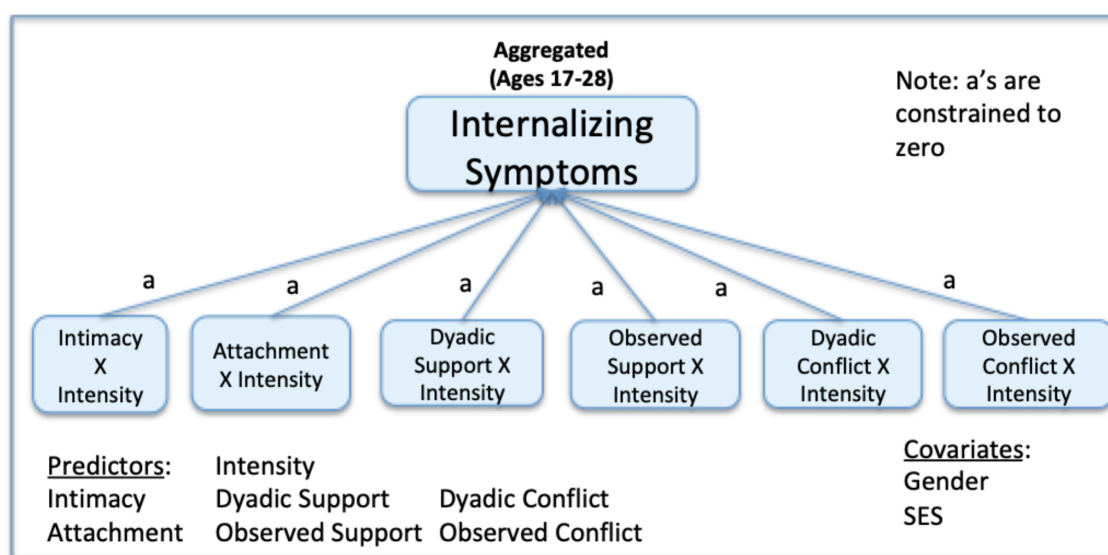 Aggregated
(Ages 17-28)
Internalizing
Symptoms
Note: a's are
constrained to
zero
a
a
a
a
a
a
Intimacy
X
Intensity
Attachment
X Intensity
Dyadic
Support X
Intensity
Observed
Support X
Intensity
Dyadic
Conflict X
Intensity
Observed
Conflict X
Intensity
Predictors: Intensity
Intimacy Dyadic Support Dyadic Conflict
Attachment Observed Support Observed Conflict
Covariates:
Gender
SES